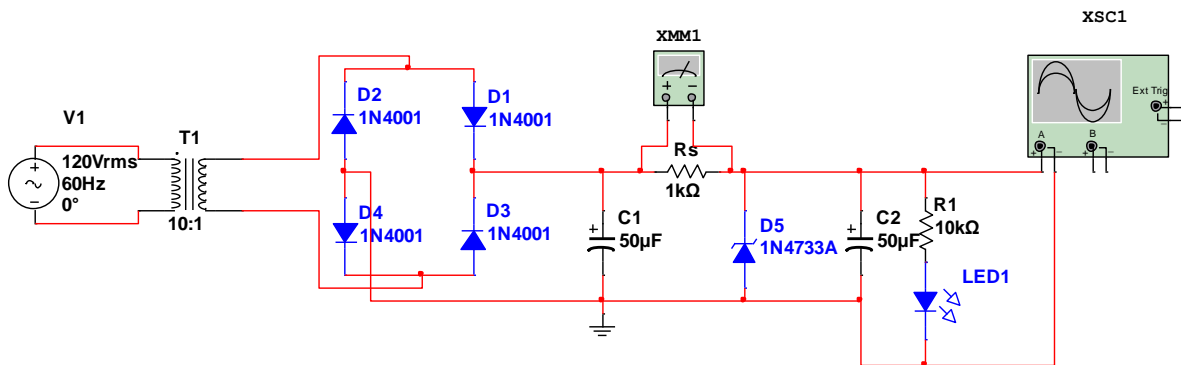 XSC1
XMM1
Ext Trig
+
−
A
B
+ − + −
V1
120Vrms
60Hz
0°
T1
10:1
D2
1N4001
D1
1N4001
D4
1N4001
D3
1N4001
+ −
Rs
1kΩ
C1
50µF
+
D5
1N4733A
C2
50µF
+
R1
10kΩ
LED1